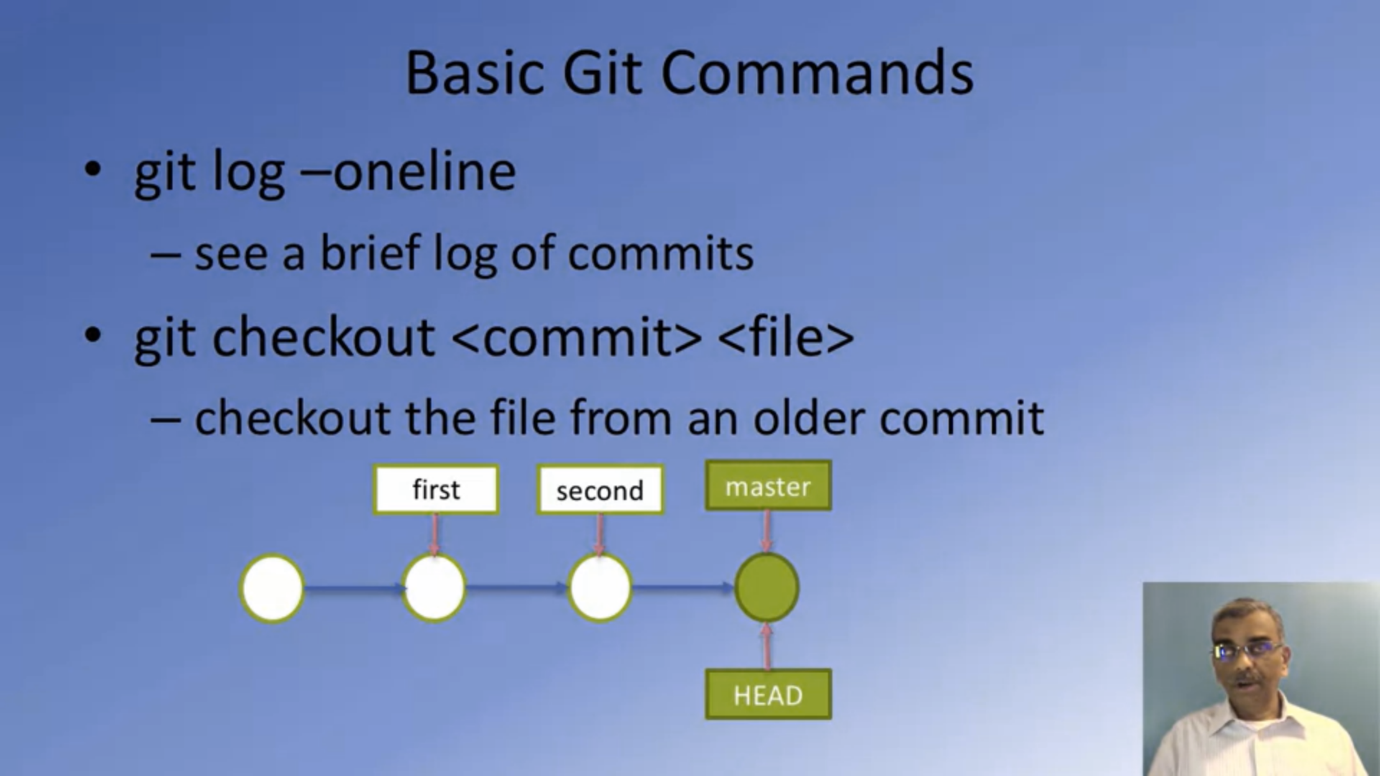 Basic Git Commands
• git log –oneline
– see a brief log of commits
• git checkout <commit> <file>
– checkout the file from an older commit
first
second
master
HEAD